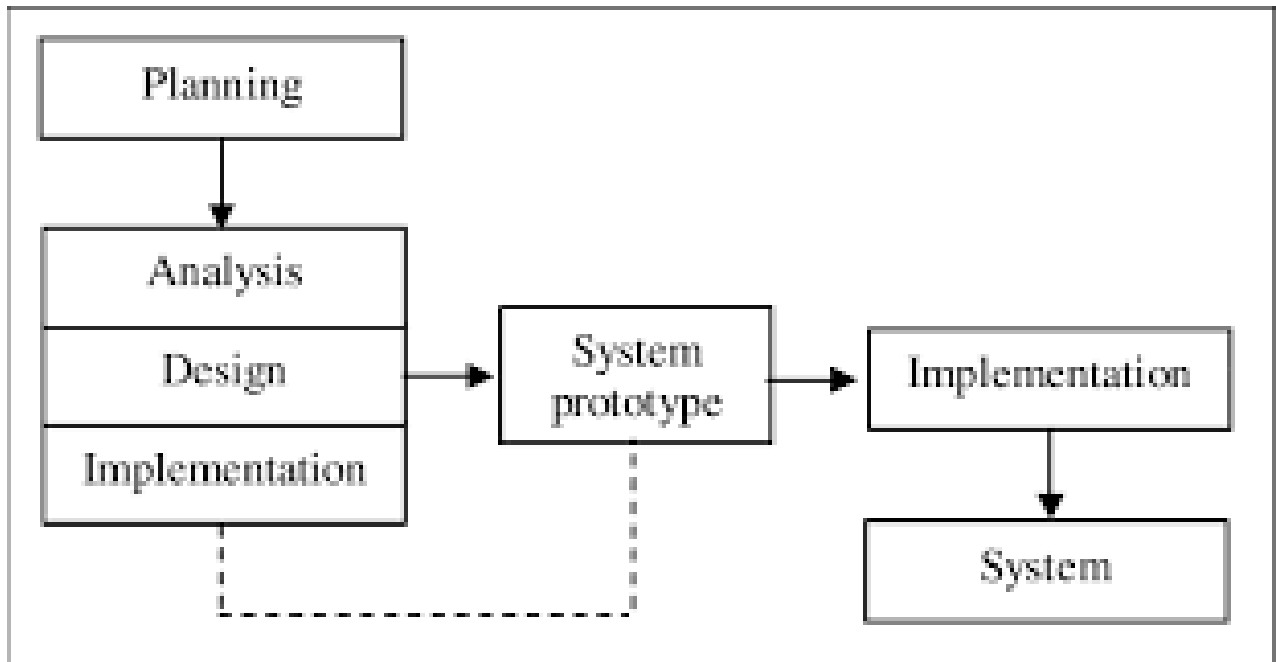 Planning
Analysis
Design
Implementation
System
prototype
Implementation
System